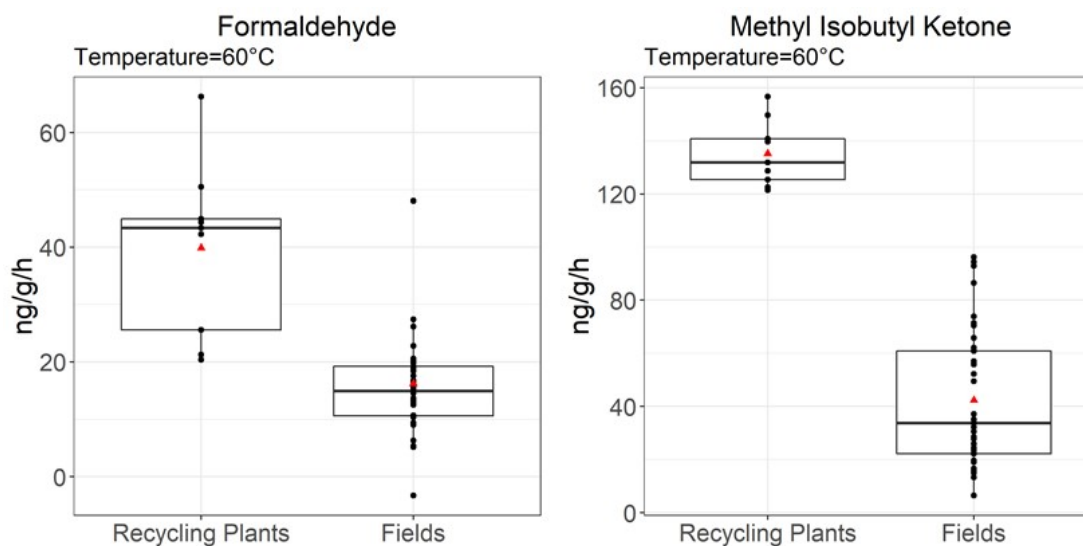 Formaldehyde
Temperature=60°C
ng/g/h
60
40
20
0
Recycling Plants
Fields
Methyl Isobutyl Ketone
Temperature=60°C
ng/g/h
160
120
80
40
0
Recycling Plants
Fields